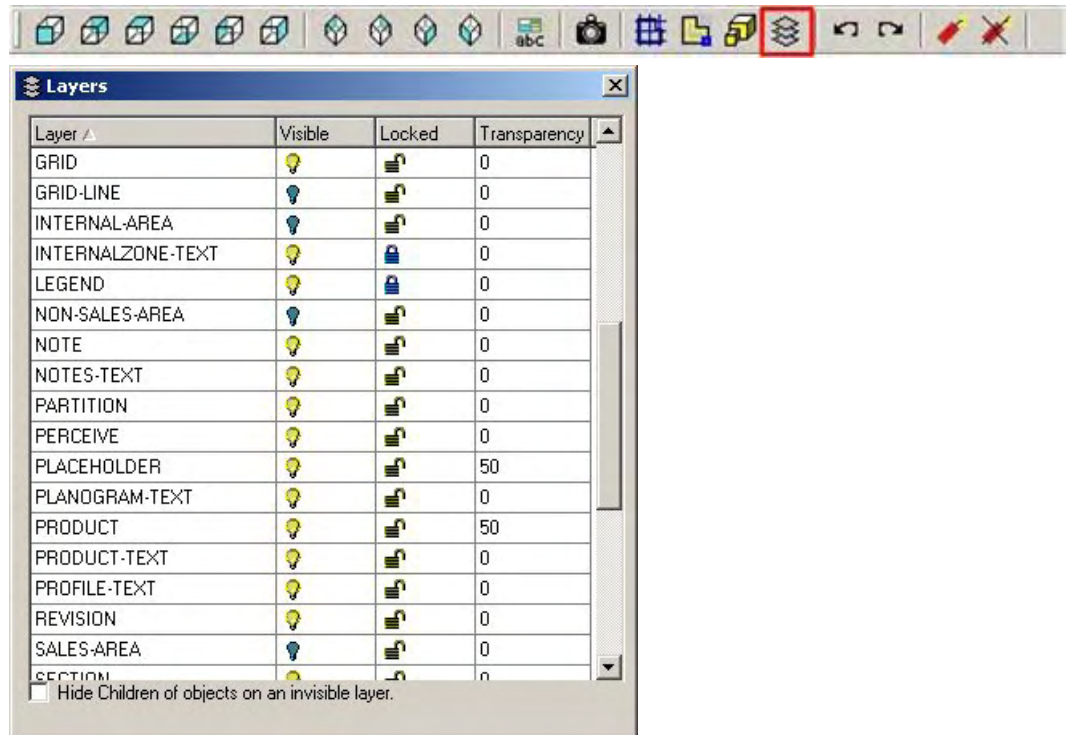 abc
Layers
Layer Visible Locked Transparency
GRID 0
GRID-LINE 0
INTERNAL-AREA 0
INTERNALZONE-TEXT 0
LEGEND 0
NON-SALES-AREA 0
NOTE 0
NOTES-TEXT 0
PARTITION 0
PERCEIVE 0
PLACEHOLDER 50
PLANOGRAM-TEXT 0
PRODUCT 50
PRODUCT-TEXT 0
PROFILE-TEXT 0
REVISION 0
SALES-AREA 0
SECTION 0
Hide Children of objects on an invisible layer.